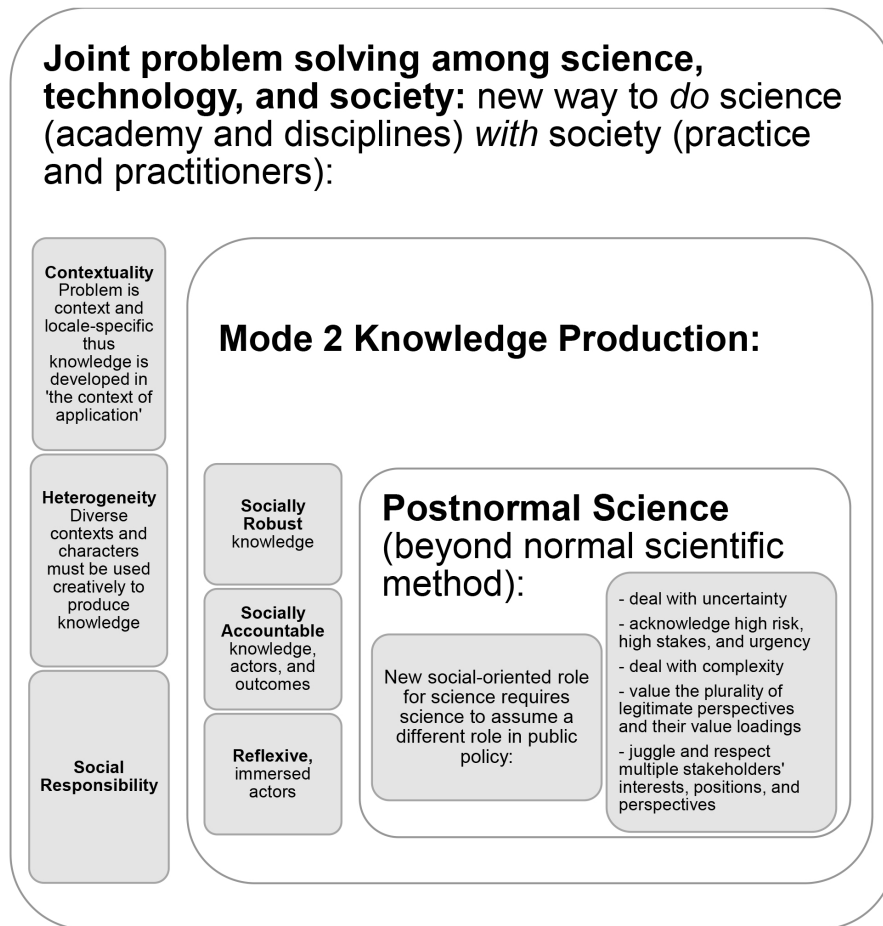 Joint problem solving among science,
technology, and society: new way to do science
(academy and disciplines) with society (practice
and practitioners):
Contextuality
Problem is
context and
locale-specific
thus
knowledge is
developed in
'the context of
application'
Heterogeneity
Diverse
contexts and
characters
must be used
creatively to
produce
knowledge
Social
Responsibility
Mode 2 Knowledge Production:
Socially
Robust
knowledge
Socially
Accountable
knowledge,
actors, and
outcomes
Reflexive,
immersed
actors
Postnormal Science
(beyond normal scientific
method):
New social-oriented role
for science requires
science to assume a
different role in public
policy:
- deal with uncertainty
- acknowledge high risk,
high stakes, and urgency
- deal with complexity
- value the plurality of
legitimate perspectives
and their value loadings
- juggle and respect
multiple stakeholders'
interests, positions, and
perspectives